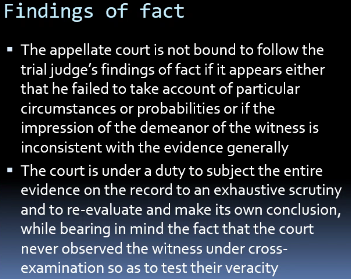 Findings of fact
▪ The appellate court is not bound to follow the
trial judge's findings of fact if it appears either
that he failed to take account of particular
circumstances or probabilities or if the
impression of the demeanor of the witness is
inconsistent with the evidence generally
▪ The court is under a duty to subject the entire
evidence on the record to an exhaustive scrutiny
and to re-evaluate and make its own conclusion,
while bearing in mind the fact that the court
never observed the witness under cross-
examination so as to test their veracity